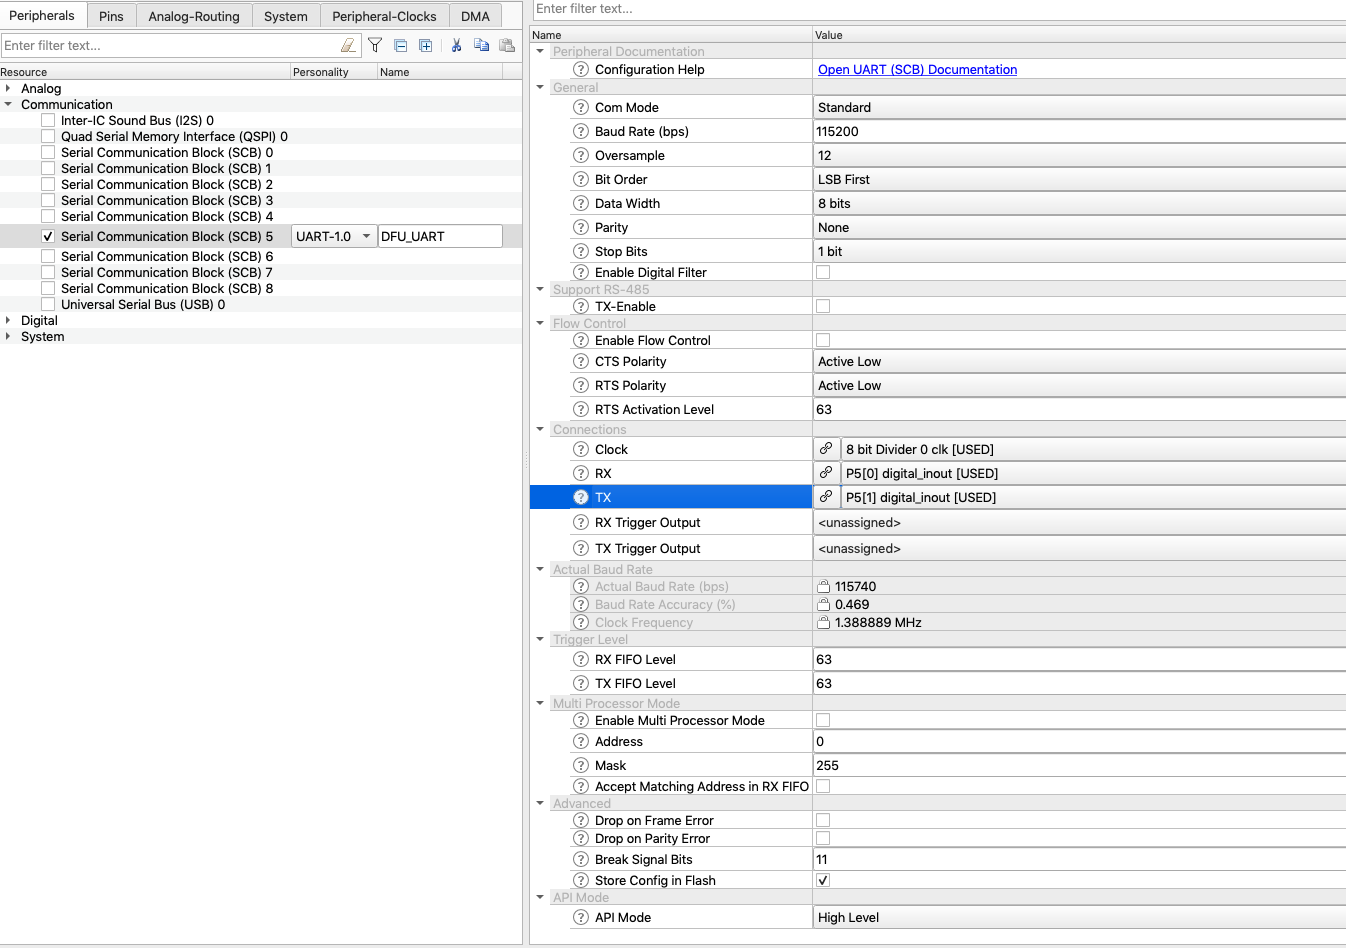 Peripherals Pins Analog-Routing System Peripheral-Clocks DMA
Enter filter text...
Resource Personality Name
Analog
Communication
Inter-IC Sound Bus (I2S) 0
Quad Serial Memory Interface (QSPI) 0
Serial Communication Block (SCB) 0
Serial Communication Block (SCB) 1
Serial Communication Block (SCB) 2
Serial Communication Block (SCB) 3
Serial Communication Block (SCB) 4
Serial Communication Block (SCB) 5 UART-1.0 DFU_UART
Serial Communication Block (SCB) 6
Serial Communication Block (SCB) 7
Serial Communication Block (SCB) 8
Universal Serial Bus (USB) 0
Digital
System
Enter filter text...
Name Value
Peripheral Documentation
? Configuration Help Open UART (SCB) Documentation
General
? Com Mode Standard
? Baud Rate (bps) 115200
? Oversample 12
? Bit Order LSB First
? Data Width 8 bits
? Parity None
? Stop Bits 1 bit
? Enable Digital Filter
Support RS-485
? TX-Enable
Flow Control
? Enable Flow Control
? CTS Polarity Active Low
? RTS Polarity Active Low
? RTS Activation Level 63
Connections
? Clock 8 bit Divider 0 clk [USED]
? RX P5[0] digital_inout [USED]
? TX P5[1] digital_inout [USED]
? RX Trigger Output <unassigned>
? TX Trigger Output <unassigned>
Actual Baud Rate
? Actual Baud Rate (bps) 115740
? Baud Rate Accuracy (%) 0.469
? Clock Frequency 1.388889 MHz
Trigger Level
? RX FIFO Level 63
? TX FIFO Level 63
Multi Processor Mode
? Enable Multi Processor Mode
? Address 0
? Mask 255
? Accept Matching Address in RX FIFO
Advanced
? Drop on Frame Error
? Drop on Parity Error
? Break Signal Bits 11
? Store Config in Flash
API Mode
? API Mode High Level